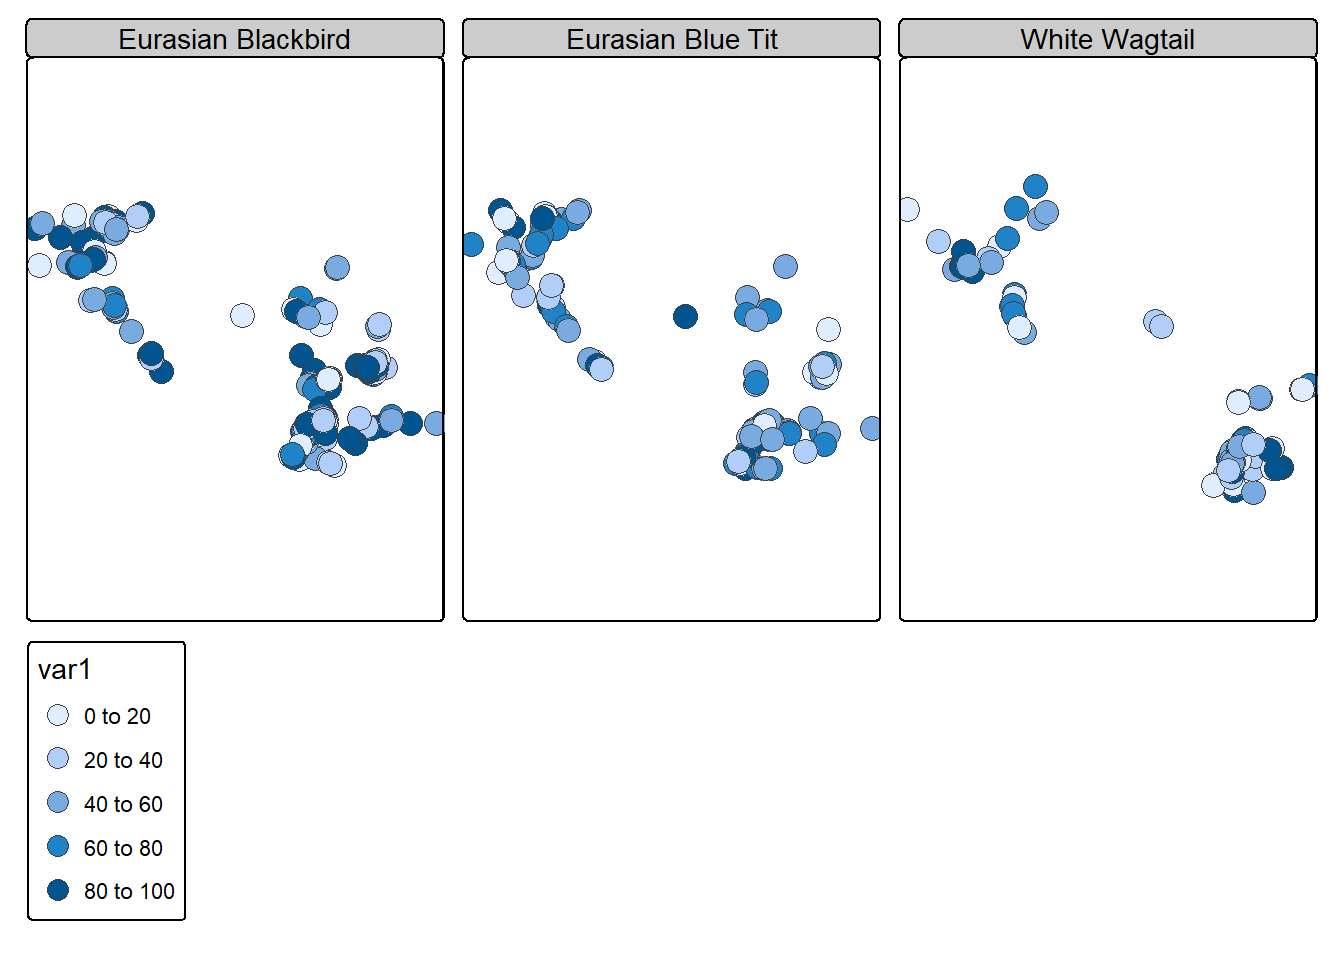 Eurasian Blackbird
Eurasian Blue Tit
White Wagtail
var1
0 to 20
20 to 40
40 to 60
60 to 80
80 to 100